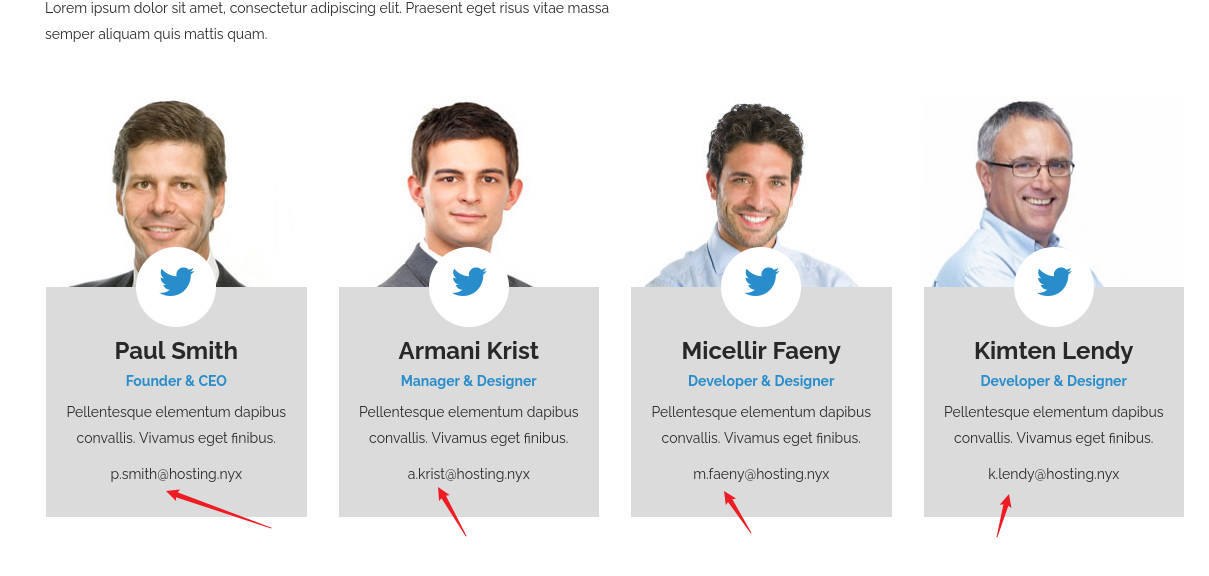 Lorem ipsum dolor sit amet, consectetur adipiscing elit. Praesent eget risus vitae massa
semper aliquam quis mattis quam.
Paul Smith
Founder & CEO
Pellentesque elementum dapibus
convallis. Vivamus eget finibus.
p.smith@hosting.nyx
Armani Krist
Manager & Designer
Pellentesque elementum dapibus
convallis. Vivamus eget finibus.
a.krist@hosting.nyx
Micellir Faeny
Developer & Designer
Pellentesque elementum dapibus
convallis. Vivamus eget finibus.
m.faeny@hosting.nyx
Kimten Lendy
Developer & Designer
Pellentesque elementum dapibus
convallis. Vivamus eget finibus.
k.lendy@hosting.nyx